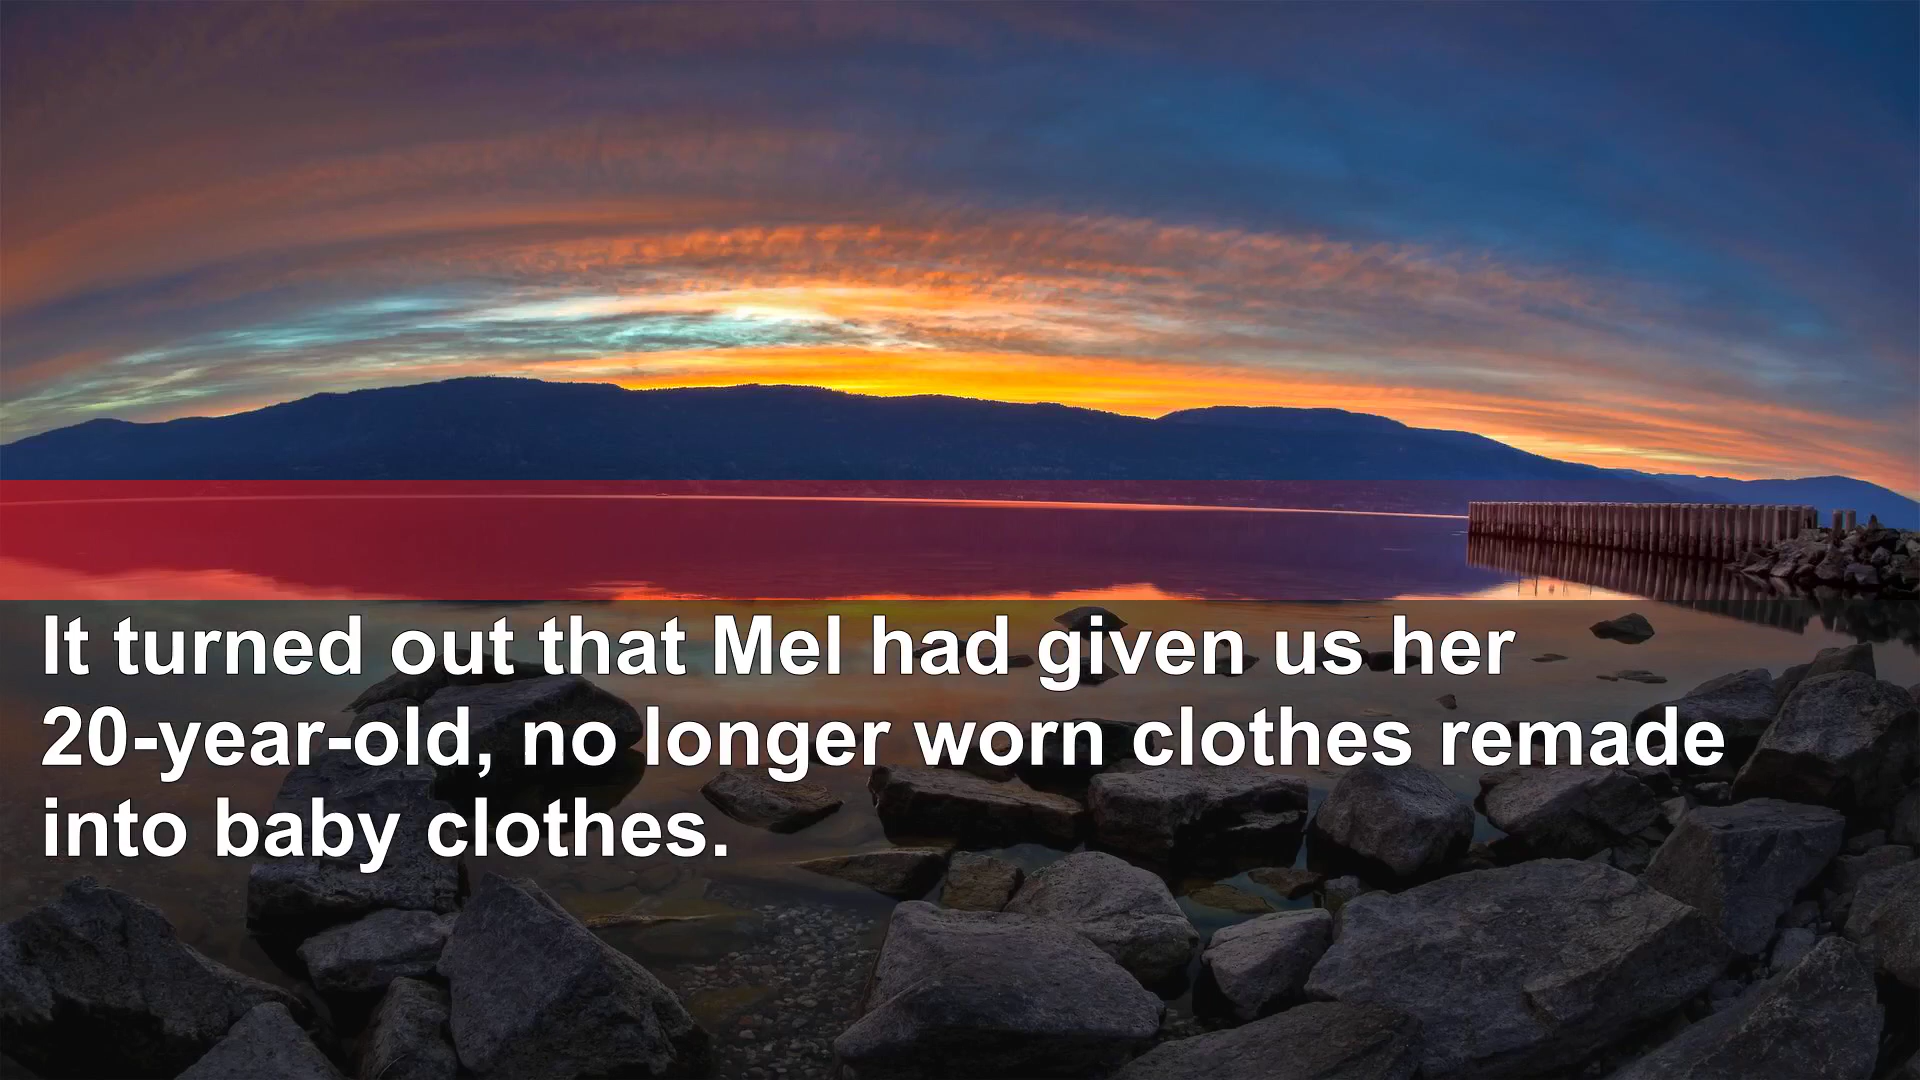 It turned out that Mel had given us her
20-year-old, no longer worn clothes remade
into baby clothes.